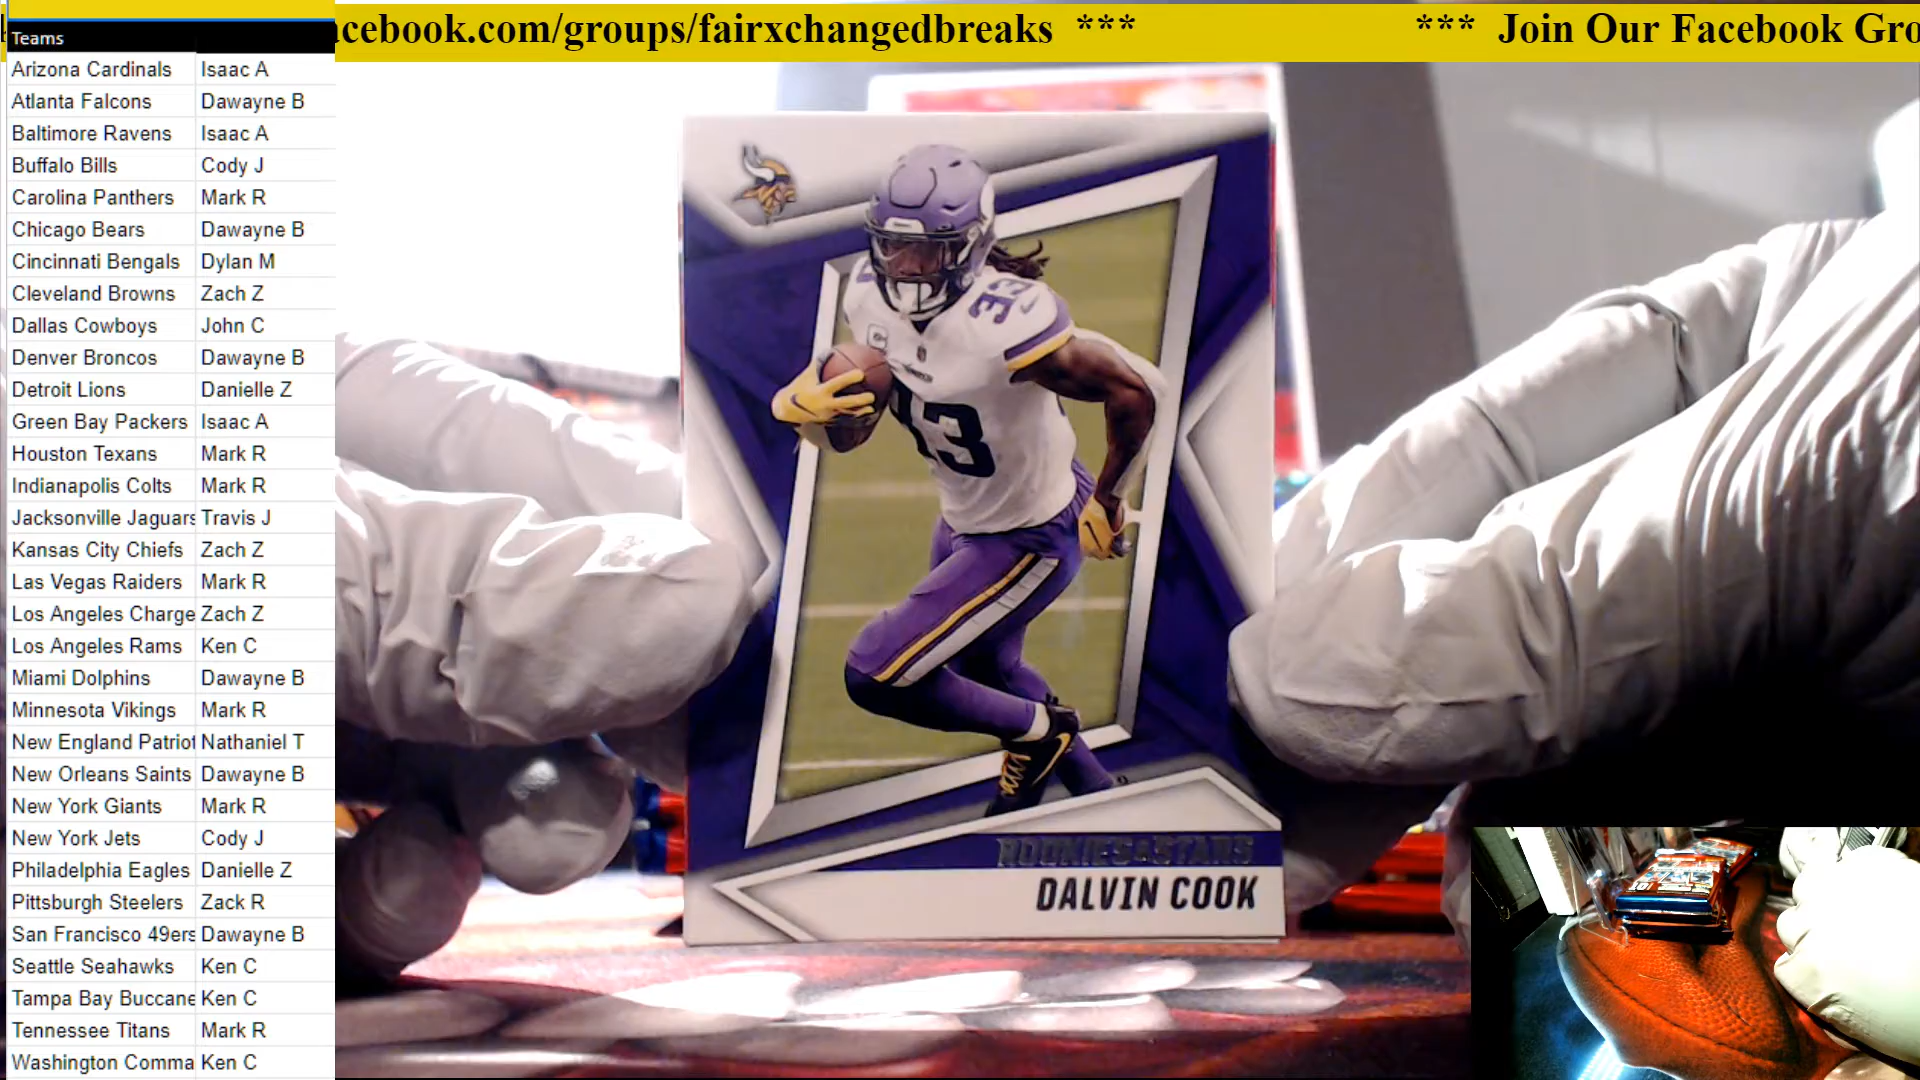 cebook.com/groups/fairxchangedbreaks *** *** Join Our Facebook Gro
Teams
Arizona Cardinals Isaac A
Atlanta Falcons Dawayne B
Baltimore Ravens Isaac A
Buffalo Bills Cody J
Carolina Panthers Mark R
Chicago Bears Dawayne B
Cincinnati Bengals Dylan M
Cleveland Browns Zach Z
Dallas Cowboys John C
Denver Broncos Dawayne B
Detroit Lions Danielle Z
Green Bay Packers Isaac A
Houston Texans Mark R
Indianapolis Colts Mark R
Jacksonville Jaguars Travis J
Kansas City Chiefs Zach Z
Las Vegas Raiders Mark R
Los Angeles Charge Zach Z
Los Angeles Rams Ken C
Miami Dolphins Dawayne B
Minnesota Vikings Mark R
New England Patriot Nathaniel T
New Orleans Saints Dawayne B
New York Giants Mark R
New York Jets Cody J
Philadelphia Eagles Danielle Z
Pittsburgh Steelers Zack R
San Francisco 49ers Dawayne B
Seattle Seahawks Ken C
Tampa Bay Buccane Ken C
Tennessee Titans Mark R
Washington Comma Ken C
33
33
ROOKIES & STARS
DALVIN COOK